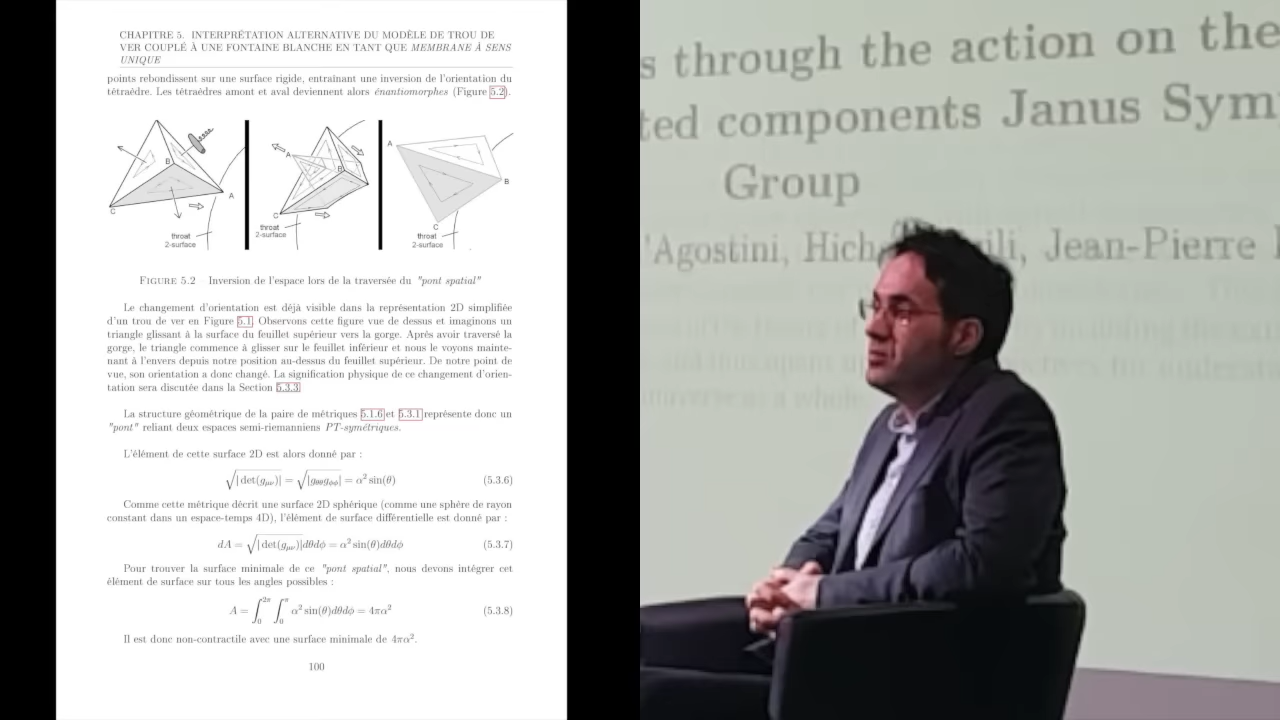 CHAPITRE 5. INTERPRÉTATION ALTERNATIVE DU MODÈLE DE TROU DE
VER COUPLÉ À UNE FONTAINE BLANCHE EN TANT QUE MEMBRANE À SENS
UNIQUE
points rebondissent sur une surface rigide, entraînant une inversion de l'orientation du
tétraèdre. Les tétraèdres amont et aval deviennent alors énantiomorphes (Figure 5.2).
B
A
C
throat
2-surface
A
B
C
throat
2-surface
A
B
C
throat
2-surface
FIGURE 5.2 Inversion de l'espace lors de la traversée du "pont spatial"
Le changement d'orientation est déjà visible dans la représentation 2D simplifiée
d'un trou de ver en Figure 5.1. Observons cette figure vue de dessus et imaginons un
triangle glissant à la surface du feuillet supérieur vers la gorge. Après avoir traversé la
gorge, le triangle commence à glisser sur le feuillet inférieur et nous le voyons mainte-
nant à l'envers depuis notre position au-dessus du feuillet supérieur. De notre point de
vue, son orientation a donc changé. La signification physique de ce changement d'orien-
tation sera discutée dans la Section 5.3.3
La structure géométrique de la paire de métriques 5.1.6 et 5.3.1 représente donc un
"pont" reliant deux espaces semi-riemanniens PT-symétriques.
L'élément de cette surface 2D est alors donné par :
√|det(gμν)| = √|gθθgϕϕ| = α² sin(θ) (5.3.6)
Comme cette métrique décrit une surface 2D sphérique (comme une sphère de rayon
constant dans un espace-temps 4D), l'élément de surface différentielle est donné par :
dA = √|det(gμν)|dθdϕ = α² sin(θ)dθdϕ (5.3.7)
Pour trouver la surface minimale de ce "pont spatial", nous devons intégrer cet
élément de surface sur tous les angles possibles :
A = ∫₀²π ∫₀π α² sin(θ)dθdϕ = 4πα² (5.3.8)
Il est donc non-contractile avec une surface minimale de 4πα².
100
s through the action on the
ted components Janus Sym
Group
'Agostini, Hich ili, Jean-Pierre
universe as a whole